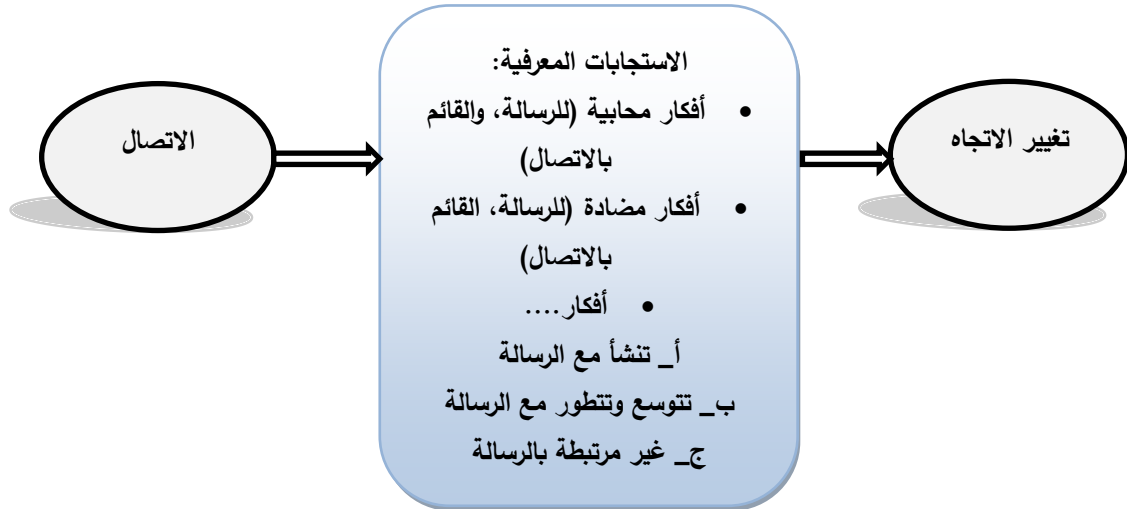 الاتصال
الاستجابات المعرفية:
• أفكار محابية (للرسالة، والقائم
بالاتصال)
• أفكار مضادة (للرسالة، القائم
بالاتصال)
• أفكار....
أ_ تنشأ مع الرسالة
ب_ تتوسع وتتطور مع الرسالة
ج_ غير مرتبطة بالرسالة
تغيير الاتجاه